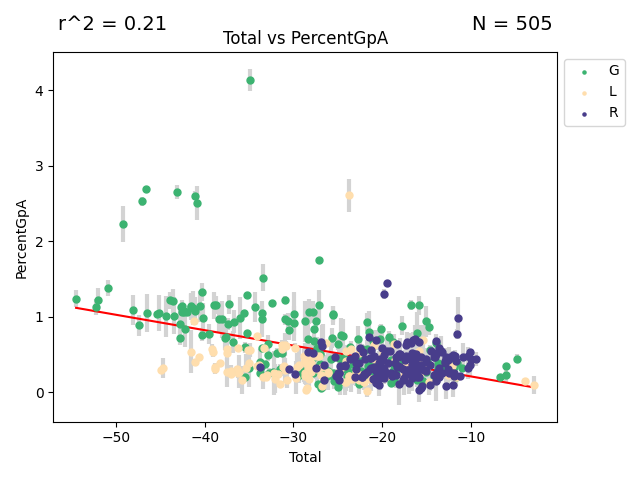 r^2 = 0.21
N = 505
Total vs PercentGpA
G
L
R
PercentGpA
4
3
2
1
0
−50
−40
−30
−20
−10
Total